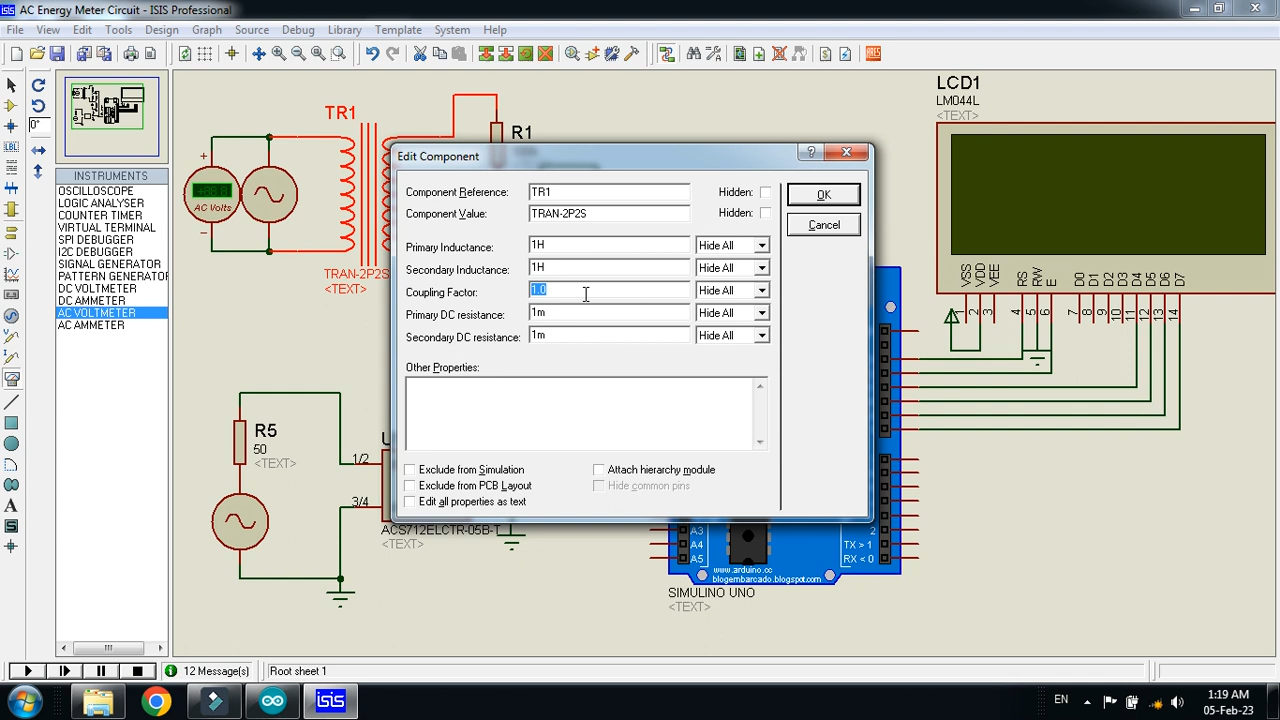 AC Energy Meter Circuit - ISIS Professional
File View Edit Tools Design Graph Source Debug Library Template System Help
ARES
0°
LBL
INSTRUMENTS
OSCILLOSCOPE
LOGIC ANALYSER
COUNTER TIMER
VIRTUAL TERMINAL
SPI DEBUGGER
I2C DEBUGGER
SIGNAL GENERATOR
PATTERN GENERATOR
DC VOLTMETER
DC AMMETER
AC VOLTMETER
AC AMMETER
A
TR1
+
AC Volts
−
TRAN-2P2S
<TEXT>
R1
R5
50
<TEXT>
1/2
3/4
U
ACS712ELCTR-05B-T
<TEXT>
Edit Component
Component Reference: TR1 Hidden:
Component Value: TRAN-2P2S Hidden:
Primary Inductance: 1H Hide All
Secondary Inductance: 1H Hide All
Coupling Factor: 1.0 Hide All
Primary DC resistance: 1m Hide All
Secondary DC resistance: 1m Hide All
Other Properties:
Exclude from Simulation Attach hierarchy module
Exclude from PCB Layout Hide common pins
Edit all properties as text
OK
Cancel
LCD1
LM044L
<TEXT>
VSS VDD VEE RS RW E D0 D1 D2 D3 D4 D5 D6 D7
1 2 3 4 5 6 7 8 9 10 11 12 13 14
A3
A4
A5
2
TX > 1
RX < 0
www.arduino.cc
blogembarcado.blogspot.com
SIMULINO UNO
<TEXT>
12 Message(s) Root sheet 1
isis
EN
1:19 AM
05-Feb-23